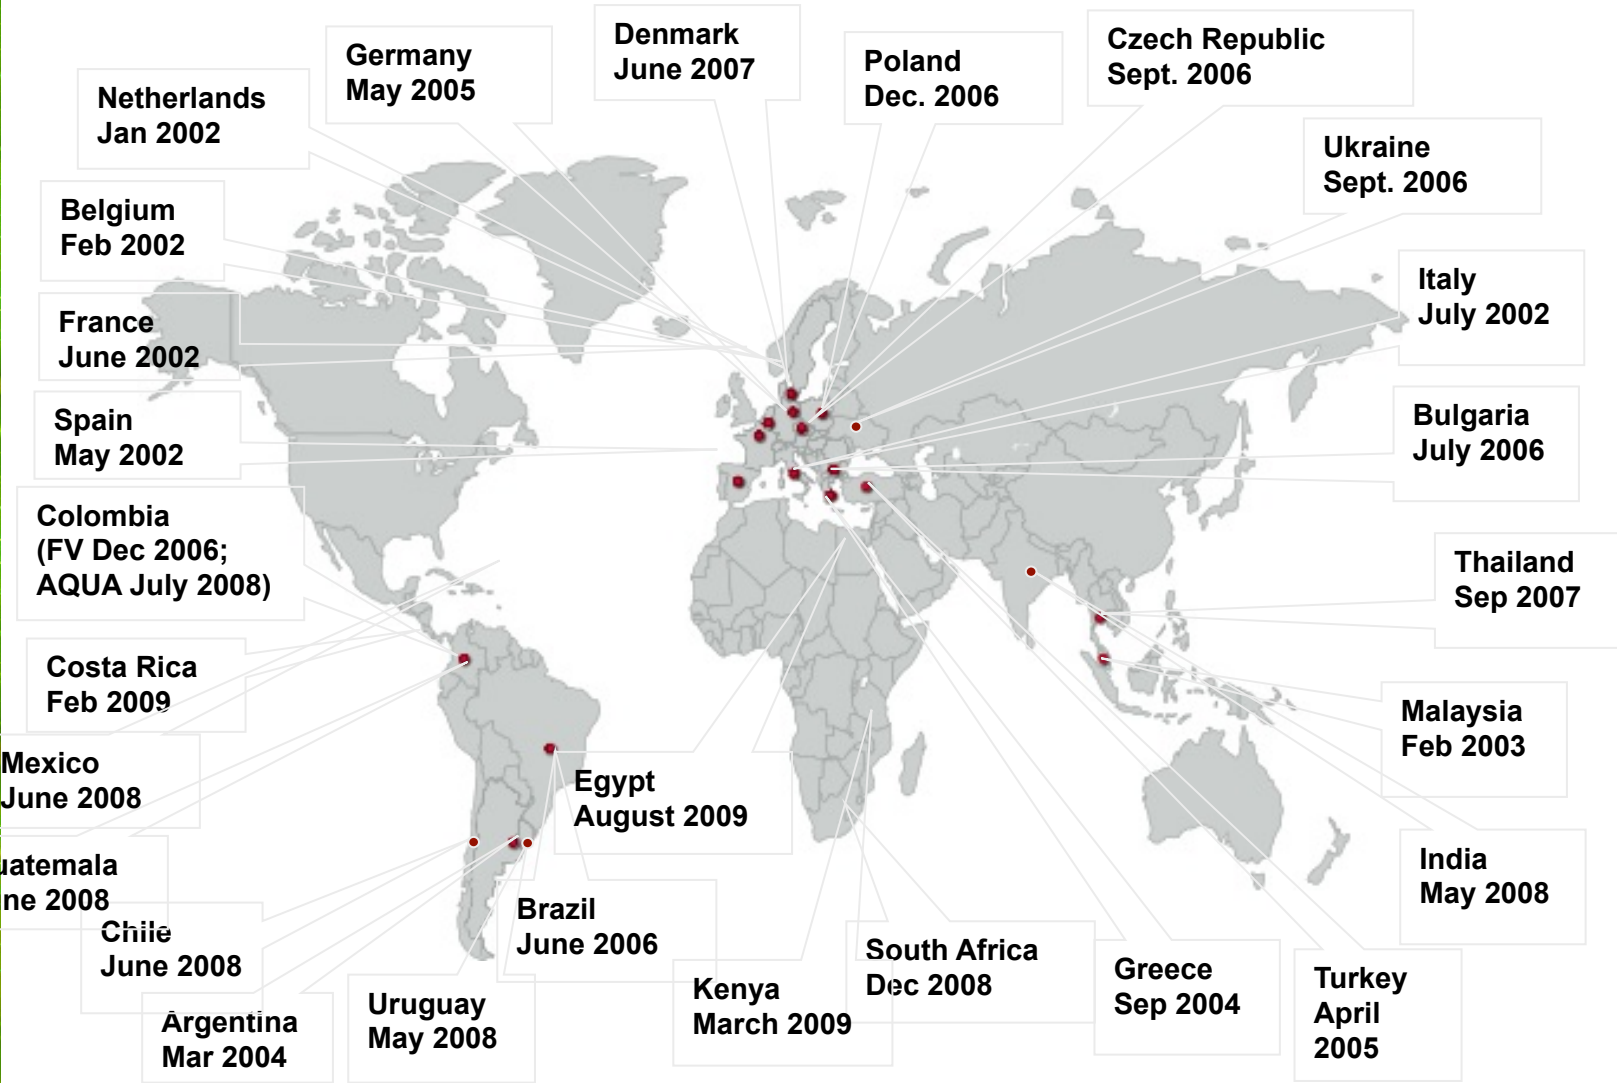 Denmark
June 2007
Czech Republic
Sept. 2006
Germany
May 2005
Poland
Dec. 2006
Netherlands
Jan 2002
Ukraine
Sept. 2006
Belgium
Feb 2002
Italy
July 2002
France
June 2002
Spain
May 2002
Bulgaria
July 2006
Colombia
(FV Dec 2006;
AQUA July 2008)
Thailand
Sep 2007
Costa Rica
Feb 2009
Malaysia
Feb 2003
Mexico
June 2008
Egypt
August 2009
uatemala
ne 2008
India
May 2008
Chile
June 2008
Brazil
June 2006
South Africa
Dec 2008
Greece
Sep 2004
Turkey
April
2005
Kenya
March 2009
Uruguay
May 2008
Argentina
Mar 2004